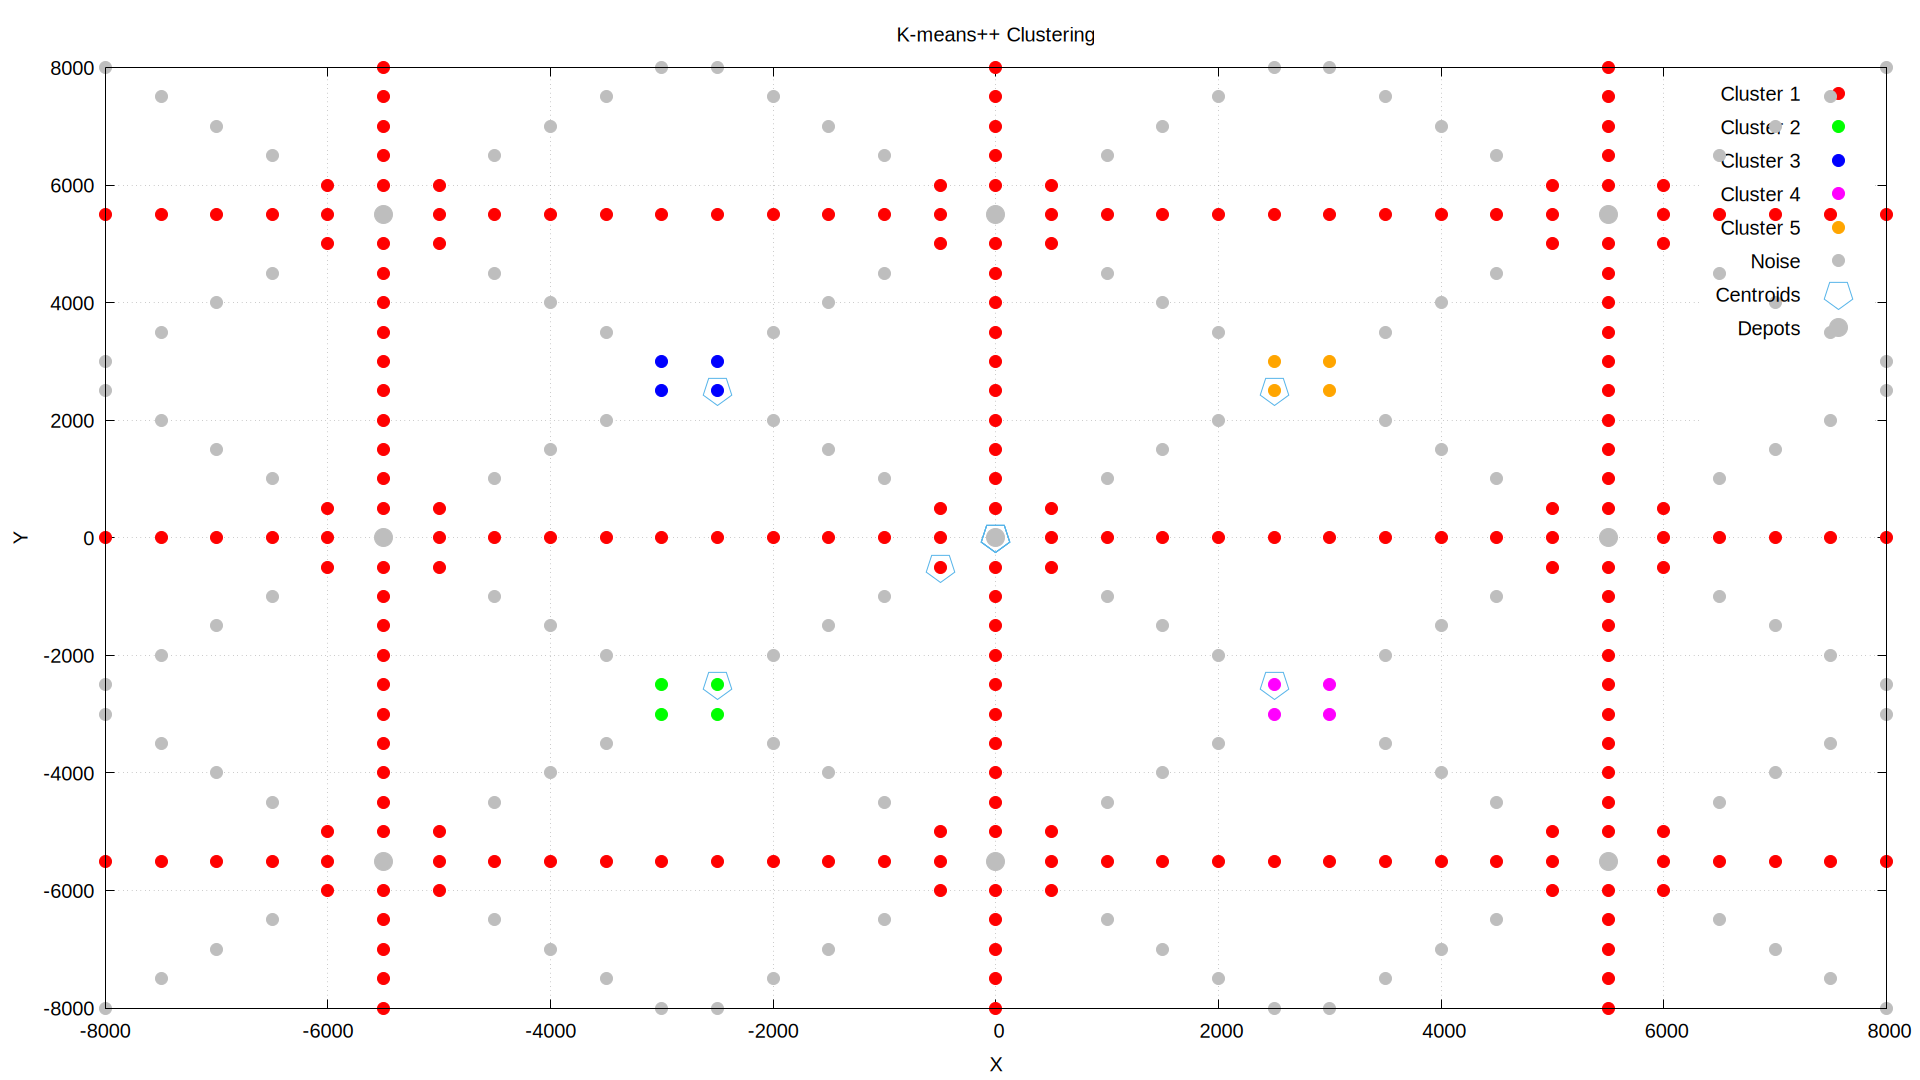 K-means++ Clustering
8000
6000
4000
2000
0
-2000
-4000
-6000
-8000
Y
Cluster 1
Cluster 2
Cluster 3
Cluster 4
Cluster 5
Noise
Centroids
Depots
-8000 -6000 -4000 -2000 0 2000 4000 6000 8000
X